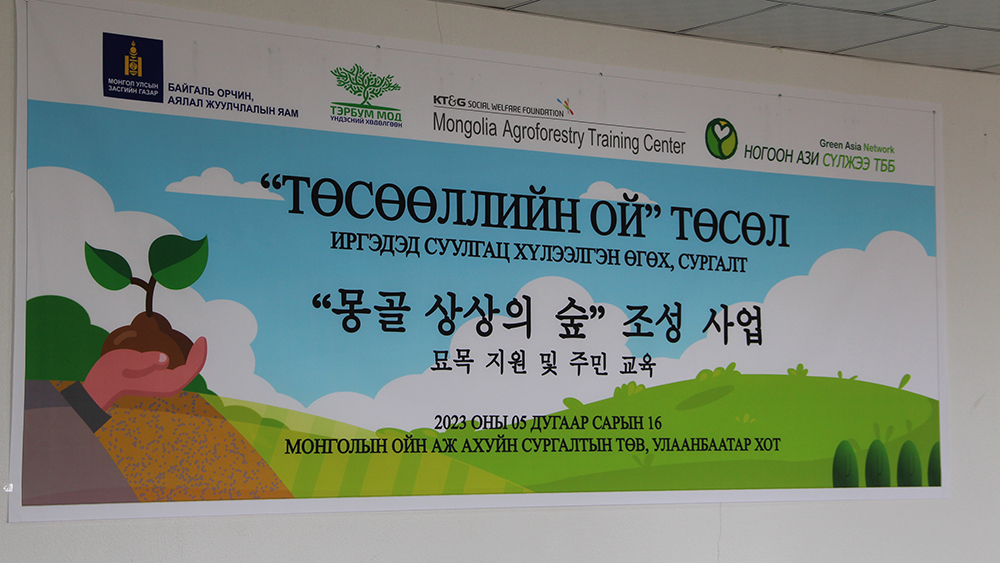 МОНГОЛ УЛСЫН
ЗАСГИЙН ГАЗАР
БАЙГАЛЬ ОРЧИН,
АЯЛАЛ ЖУУЛЧЛАЛЫН ЯАМ
ТЭРБУМ МОД
ҮНДЭСНИЙ ХӨДӨЛГӨӨН
KT&G SOCIAL WELFARE FOUNDATION
Mongolia Agroforestry Training Center
Green Asia Network
НОГООН АЗИ СҮЛЖЭЭ ТББ
“ТӨСӨӨЛЛИЙН ОЙ” ТӨСӨЛ
ИРГЭДЭД СУУЛГАЦ ХҮЛЭЭЛГЭН ӨГӨХ, СУРГАЛТ
“몽골 상상의 숲” 조성 사업
묘목 지원 및 주민 교육
2023 ОНЫ 05 ДУГААР САРЫН 16
МОНГОЛЫН ОЙН АЖ АХУЙН СУРГАЛТЫН ТӨВ, УЛААНБААТАР ХОТ